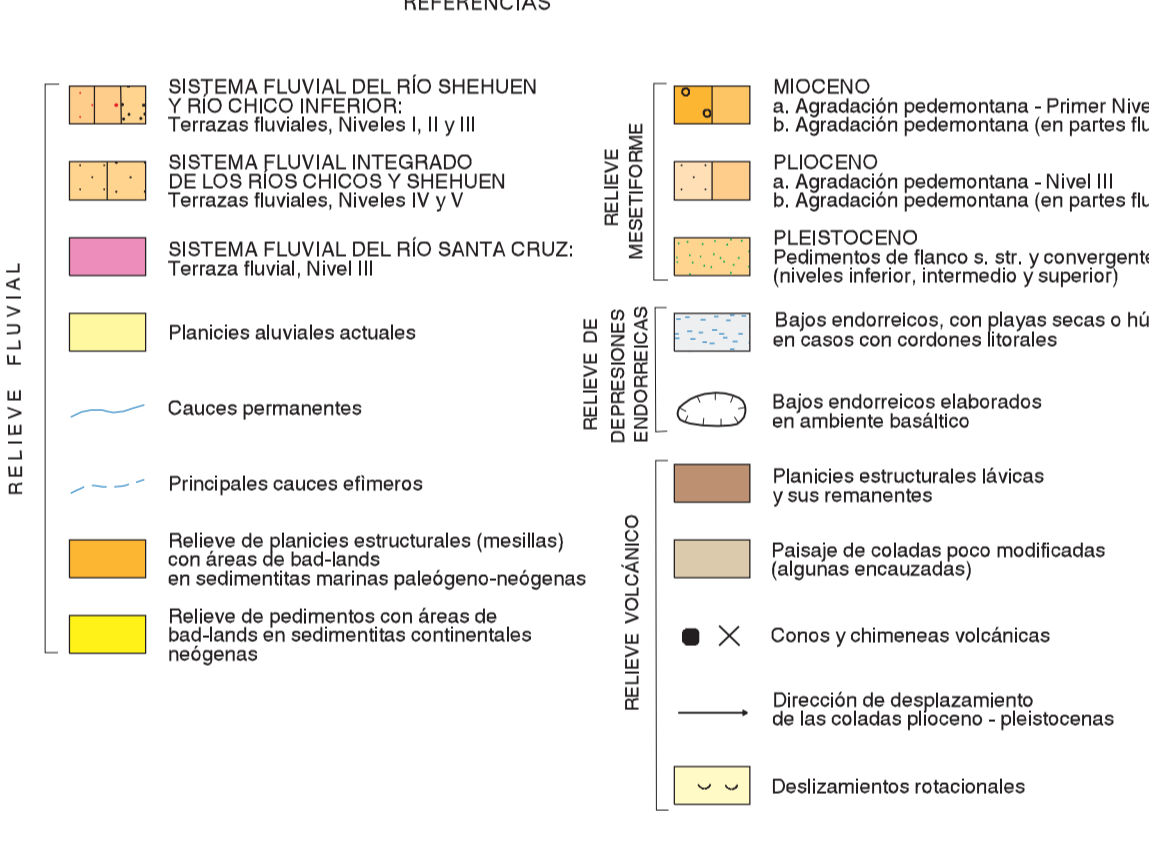 REFERENCIAS
RELIEVE FLUVIAL
SISTEMA FLUVIAL DEL RÍO SHEHUEN
Y RÍO CHICO INFERIOR:
Terrazas fluviales, Niveles I, II y III
SISTEMA FLUVIAL INTEGRADO
DE LOS RÍOS CHICOS Y SHEHUEN
Terrazas fluviales, Niveles IV y V
SISTEMA FLUVIAL DEL RÍO SANTA CRUZ:
Terraza fluvial, Nivel III
Planicies aluviales actuales
Cauces permanentes
Principales cauces efìmeros
Relieve de planicies estructurales (mesillas)
con áreas de bad-lands
en sedimentitas marinas paleógeno-neógenas
Relieve de pedimentos con áreas de
bad-lands en sedimentitas continentales
neógenas
RELIEVE
MESETIFORME
MIOCENO
a. Agradación pedemontana - Primer Nive
b. Agradación pedemontana (en partes flu
PLIOCENO
a. Agradación pedemontana - Nivel III
b. Agradación pedemontana (en partes flu
PLEISTOCENO
Pedimentos de flanco s. str. y convergente
(niveles inferior, intermedio y superior)
RELIEVE DE
DEPRESIONES
ENDORREICAS
Bajos endorreicos, con playas secas o hú
en casos con cordones litorales
Bajos endorreicos elaborados
en ambiente basáltico
RELIEVE VOLCÁNICO
Planicies estructurales lávicas
y sus remanentes
Paisaje de coladas poco modificadas
(algunas encauzadas)
Conos y chimeneas volcánicas
Dirección de desplazamiento
de las coladas plioceno - pleistocenas
Deslizamientos rotacionales